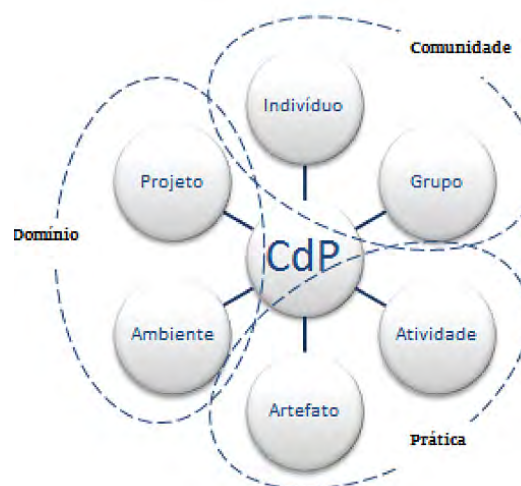 Comunidade
Indivíduo
Projeto
Grupo
Domínio
CdP
Ambiente
Atividade
Artefato
Prática